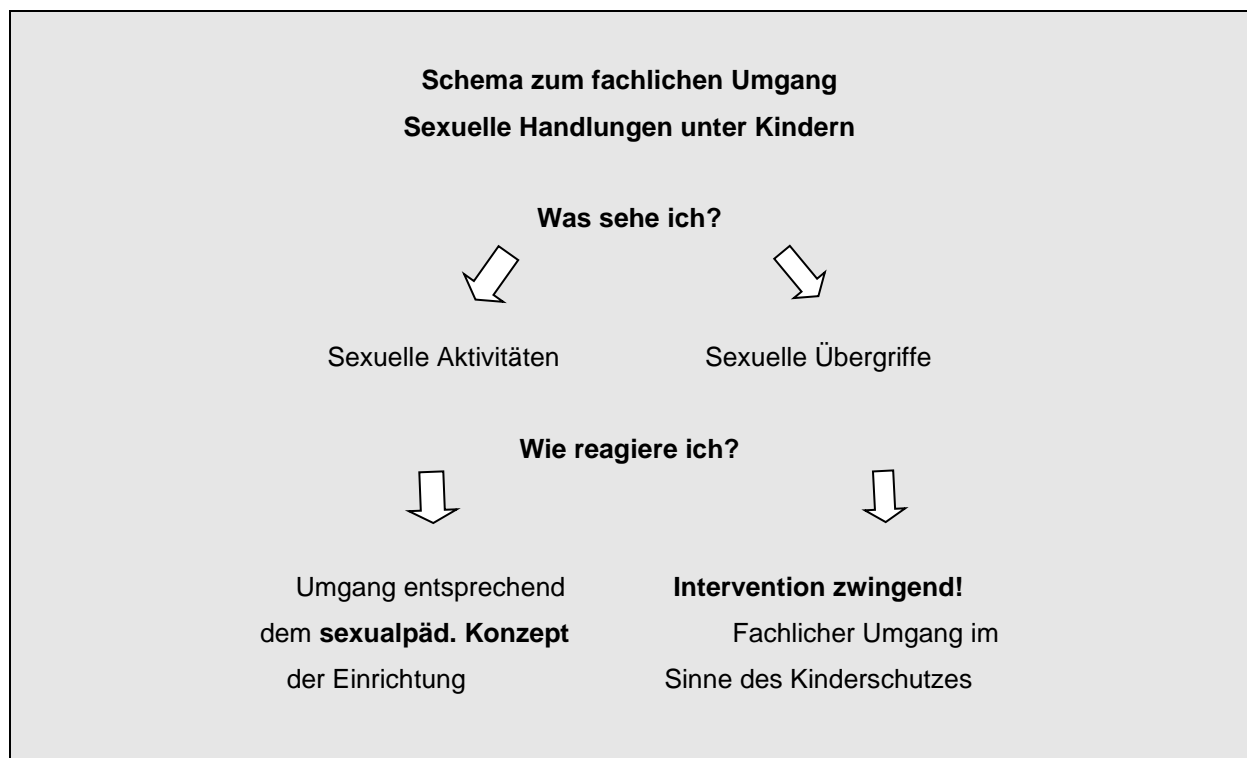 Schema zum fachlichen Umgang
Sexuelle Handlungen unter Kindern
Was sehe ich?
Sexuelle Aktivitäten
Sexuelle Übergriffe
Wie reagiere ich?
Umgang entsprechend
dem sexualpäd. Konzept
der Einrichtung
Intervention zwingend!
Fachlicher Umgang im
Sinne des Kinderschutzes